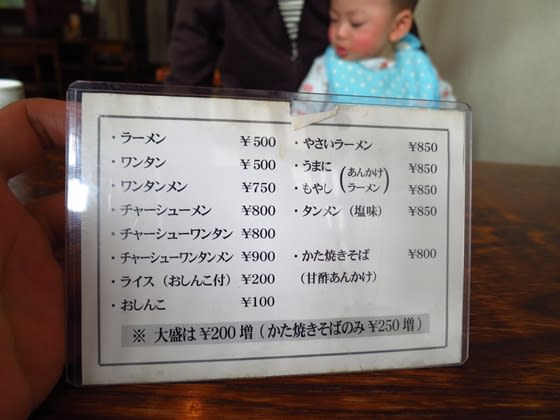 ・ラーメン ￥500
・ワンタン ￥500
・ワンタンメン ￥750
・チャーシューメン ￥800
・チャーシューワンタン ￥800
・チャーシューワンタンメン ￥900
・ライス（おしんこ付）￥200
・おしんこ ￥100
・やさいラーメン ￥850
・うまに（あんかけ ￥850
・もやし ラーメン）￥850
・タンメン（塩味） ￥850
・かた焼きそば ￥800
（甘酢あんかけ）
※ 大盛は￥200増（かた焼きそばのみ￥250増）